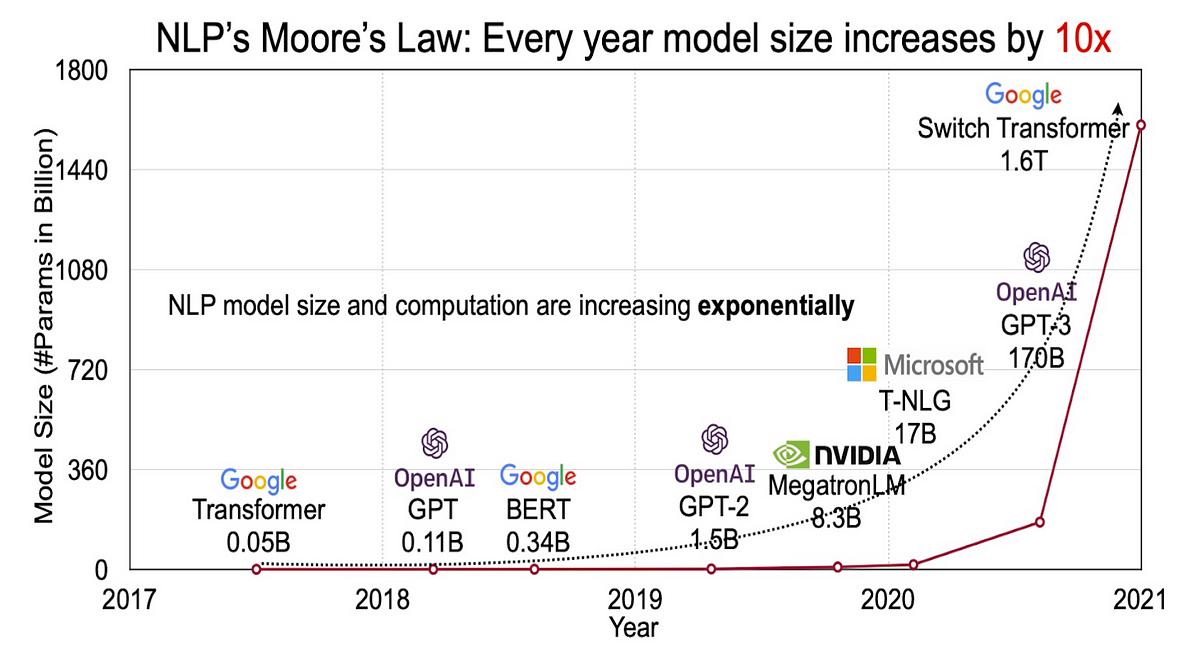 NLP's Moore's Law: Every year model size increases by 10x
Model Size (#Params in Billion)
1800
1440
1080
720
360
0
Google
Switch Transformer
1.6T
OpenAI
GPT-3
170B
NLP model size and computation are increasing exponentially
Microsoft
T-NLG
17B
NVIDIA
MegatronLM
8.3B
OpenAI
GPT-2
1.5B
Google
BERT
0.34B
OpenAI
GPT
0.11B
Google
Transformer
0.05B
2017
2018
2019
2020
2021
Year